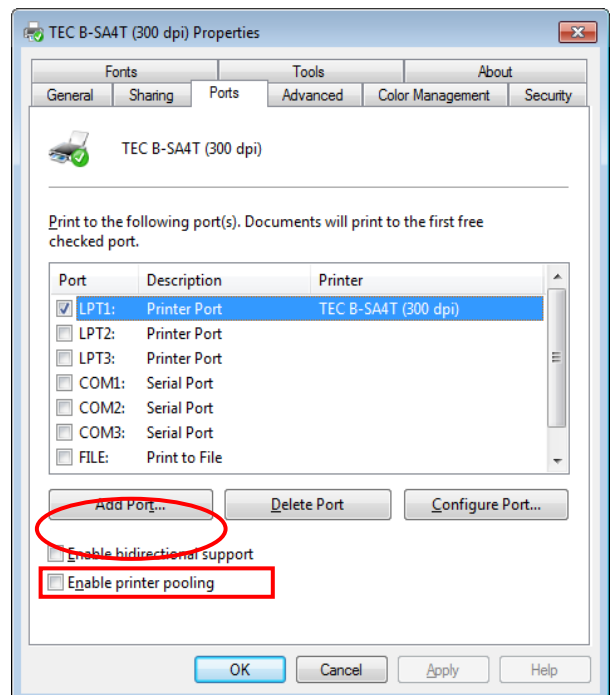 TEC B-SA4T (300 dpi) Properties
Fonts Tools About
General Sharing Ports Advanced Color Management Security
TEC B-SA4T (300 dpi)
Print to the following port(s). Documents will print to the first free
checked port.
Port Description Printer
LPT1: Printer Port TEC B-SA4T (300 dpi)
LPT2: Printer Port
LPT3: Printer Port
COM1: Serial Port
COM2: Serial Port
COM3: Serial Port
FILE: Print to File
Add Port... Delete Port Configure Port...
Enable bidirectional support
Enable printer pooling
OK Cancel Apply Help